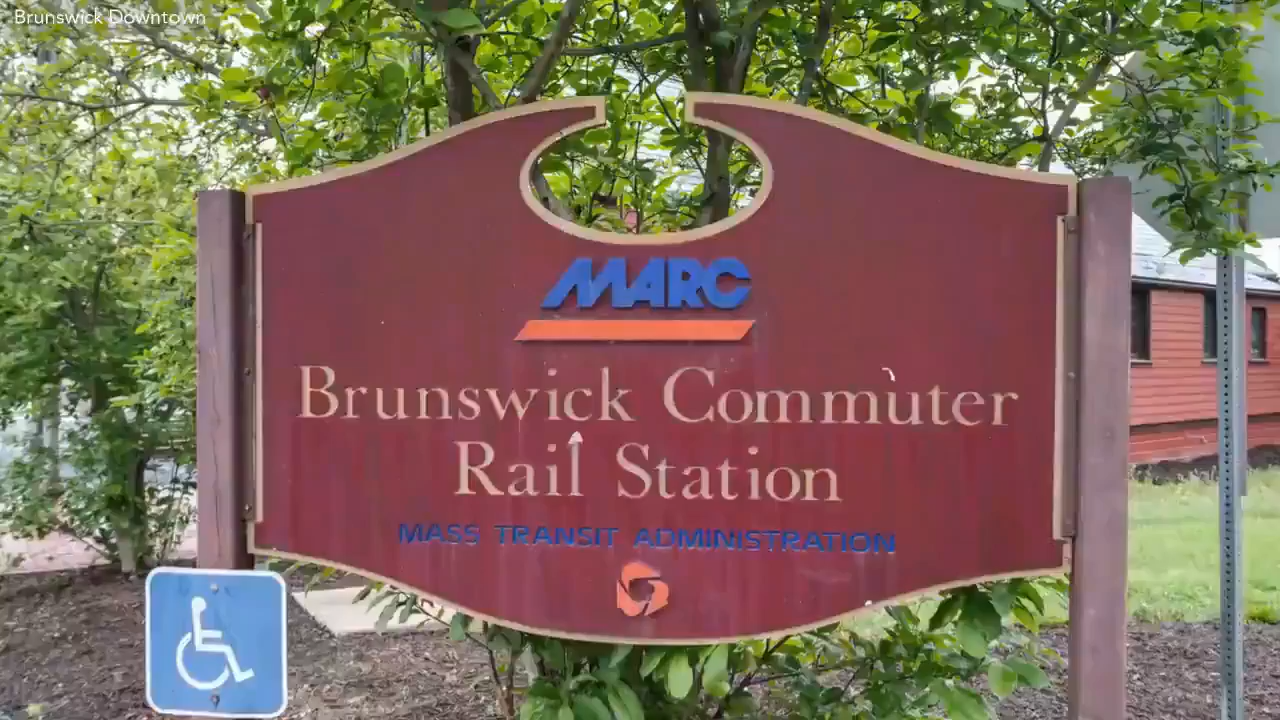 Brunswick Downtown
MARC
Brunswick Commuter
Rail Station
MASS TRANSIT ADMINISTRATION